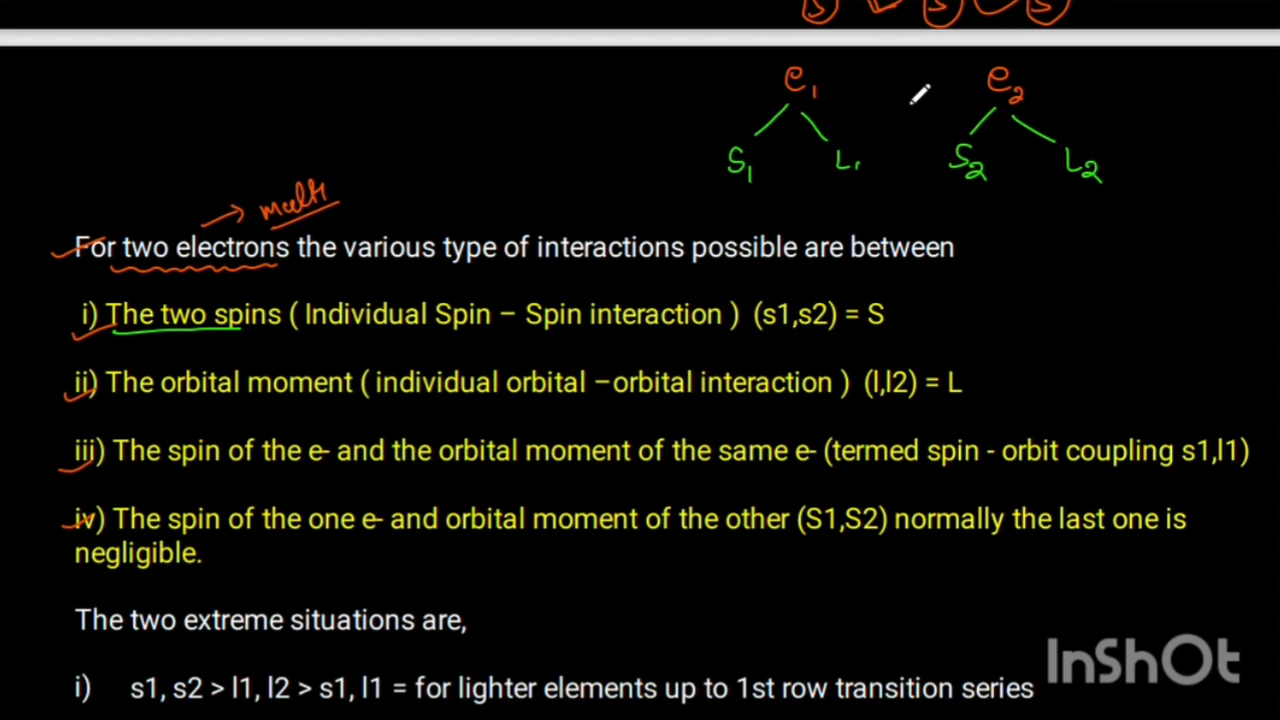 e1 e2
S1 L1 S2 L2
→ multi
For two electrons the various type of interactions possible are between
i) The two spins ( Individual Spin – Spin interaction ) (s1,s2) = S
ii) The orbital moment ( individual orbital –orbital interaction ) (l,l2) = L
iii) The spin of the e- and the orbital moment of the same e- (termed spin - orbit coupling s1,l1)
iv) The spin of the one e- and orbital moment of the other (S1,S2) normally the last one is
negligible.
The two extreme situations are,
i) s1, s2 > l1, l2 > s1, l1 = for lighter elements up to 1st row transition series
InShOt